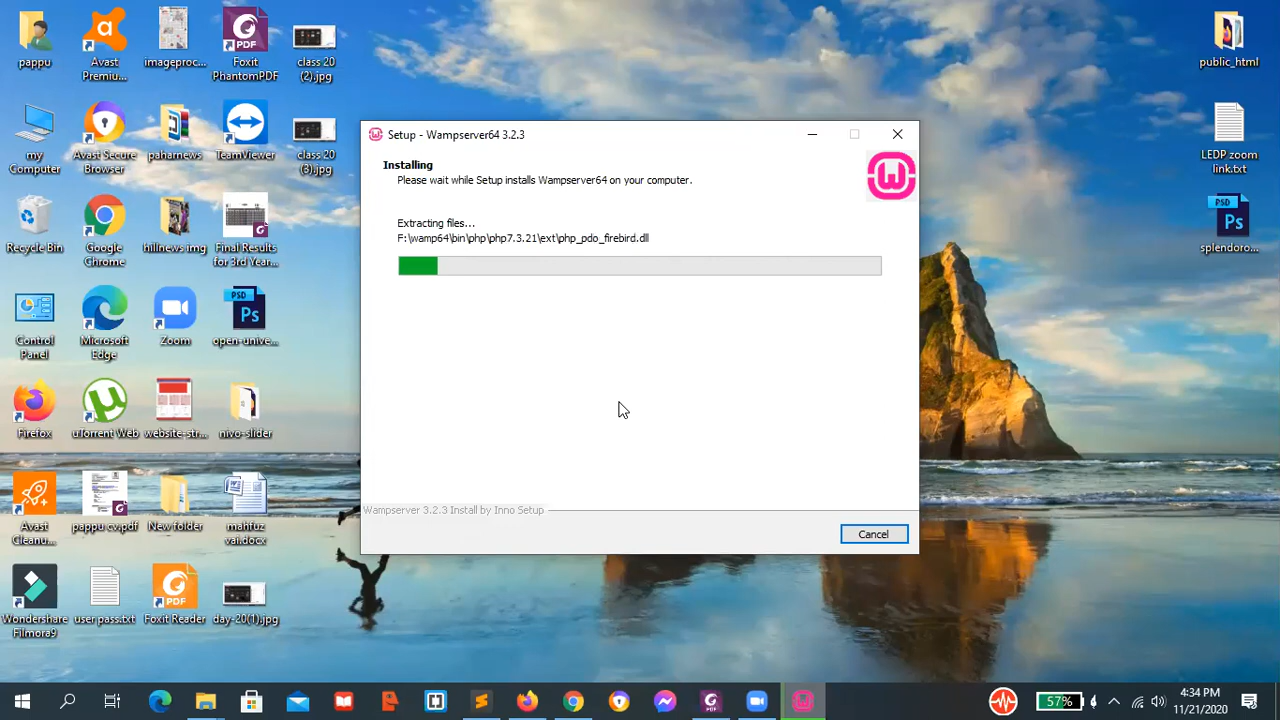 pappu
Avast Premiu...
imageproc...
Foxit PhantomPDF
class 20 (2).jpg
public_html
my Computer
Avast Secure Browser
paharnews
TeamViewer
class 20 (3).jpg
LEDP zoom link.txt
Recycle Bin
Google Chrome
hillnews img
Final Results for 3rd Year...
splendoro...
Control Panel
Microsoft Edge
Zoom
open-unive...
Firefox
uTorrent Web
website-str...
nivo-slider
Avast Cleanu...
pappu cv.pdf
New folder
mahfuz vai.docx
Wondershare Filmora9
user pass.txt
Foxit Reader
day-20(1).jpg
Setup - Wampserver64 3.2.3
Installing
Please wait while Setup installs Wampserver64 on your computer.
Extracting files...
F:\wamp64\bin\php\php7.3.21\ext\php_pdo_firebird.dll
Wampserver 3.2.3 Install by Inno Setup
Cancel
57%
4:34 PM
11/21/2020